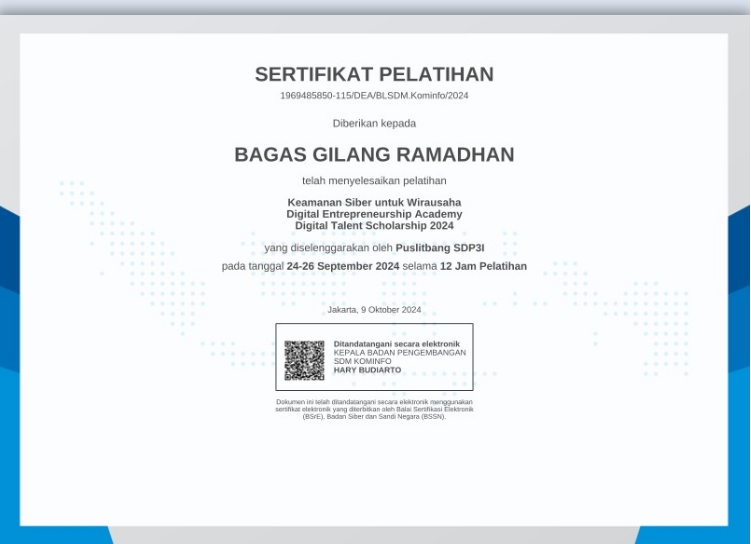 SERTIFIKAT PELATIHAN
1969485850-115/DEA/BLSDM.Kominfo/2024
Diberikan kepada
BAGAS GILANG RAMADHAN
telah menyelesaikan pelatihan
Keamanan Siber untuk Wirausaha
Digital Entrepreneurship Academy
Digital Talent Scholarship 2024
yang diselenggarakan oleh Puslitbang SDP3I
pada tanggal 24-26 September 2024 selama 12 Jam Pelatihan
Jakarta, 9 Oktober 2024
Ditandatangani secara elektronik
KEPALA BADAN PENGEMBANGAN
SDM KOMINFO
HARY BUDIARTO
Dokumen ini telah ditandatangani secara elektronik menggunakan
sertifikat elektronik yang diterbitkan oleh Balai Sertifikasi Elektronik
(BSrE), Badan Siber dan Sandi Negara (BSSN).